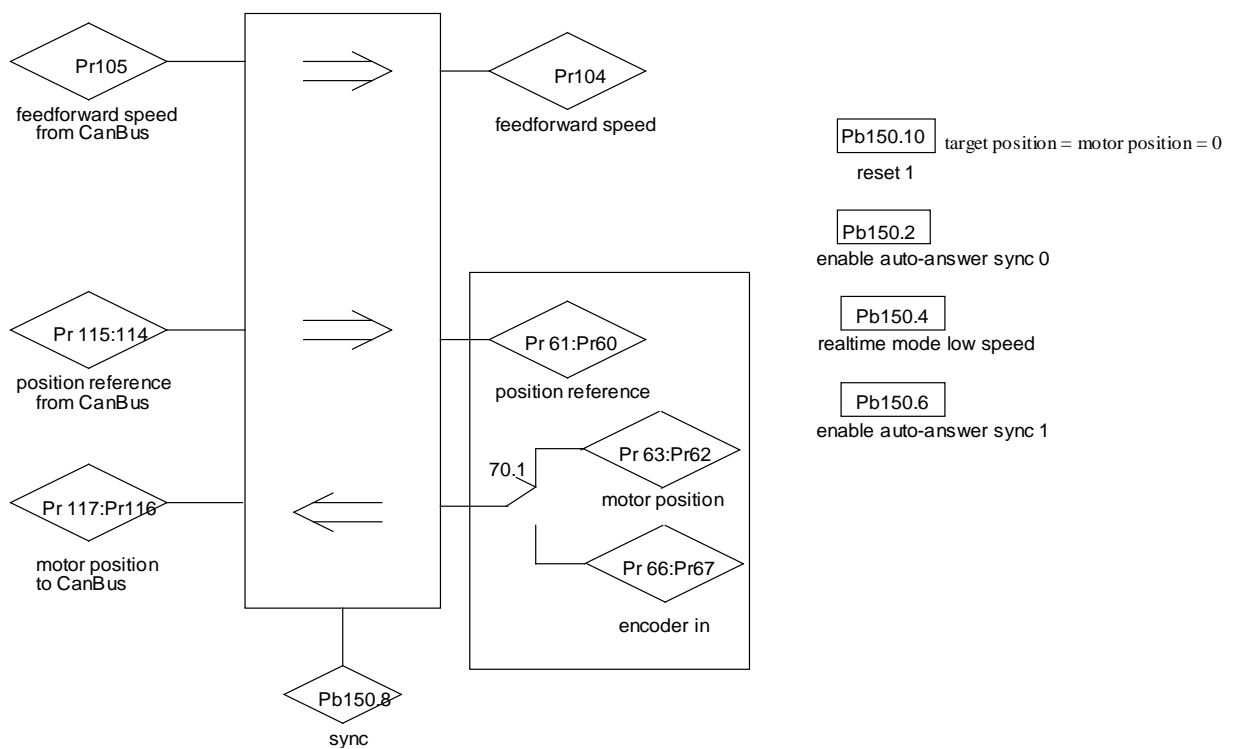 Pr105
feedforward speed
from CanBus
Pr104
feedforward speed
Pb150.10
target position = motor position = 0
reset 1
Pb150.2
enable auto-answer sync 0
Pb150.4
realtime mode low speed
Pb150.6
enable auto-answer sync 1
Pr 115:114
position reference
from CanBus
Pr 61:Pr60
position reference
70.1
Pr 63:Pr62
motor position
Pr 117:Pr116
motor position
to CanBus
Pr 66:Pr67
encoder in
Pb150.8
sync